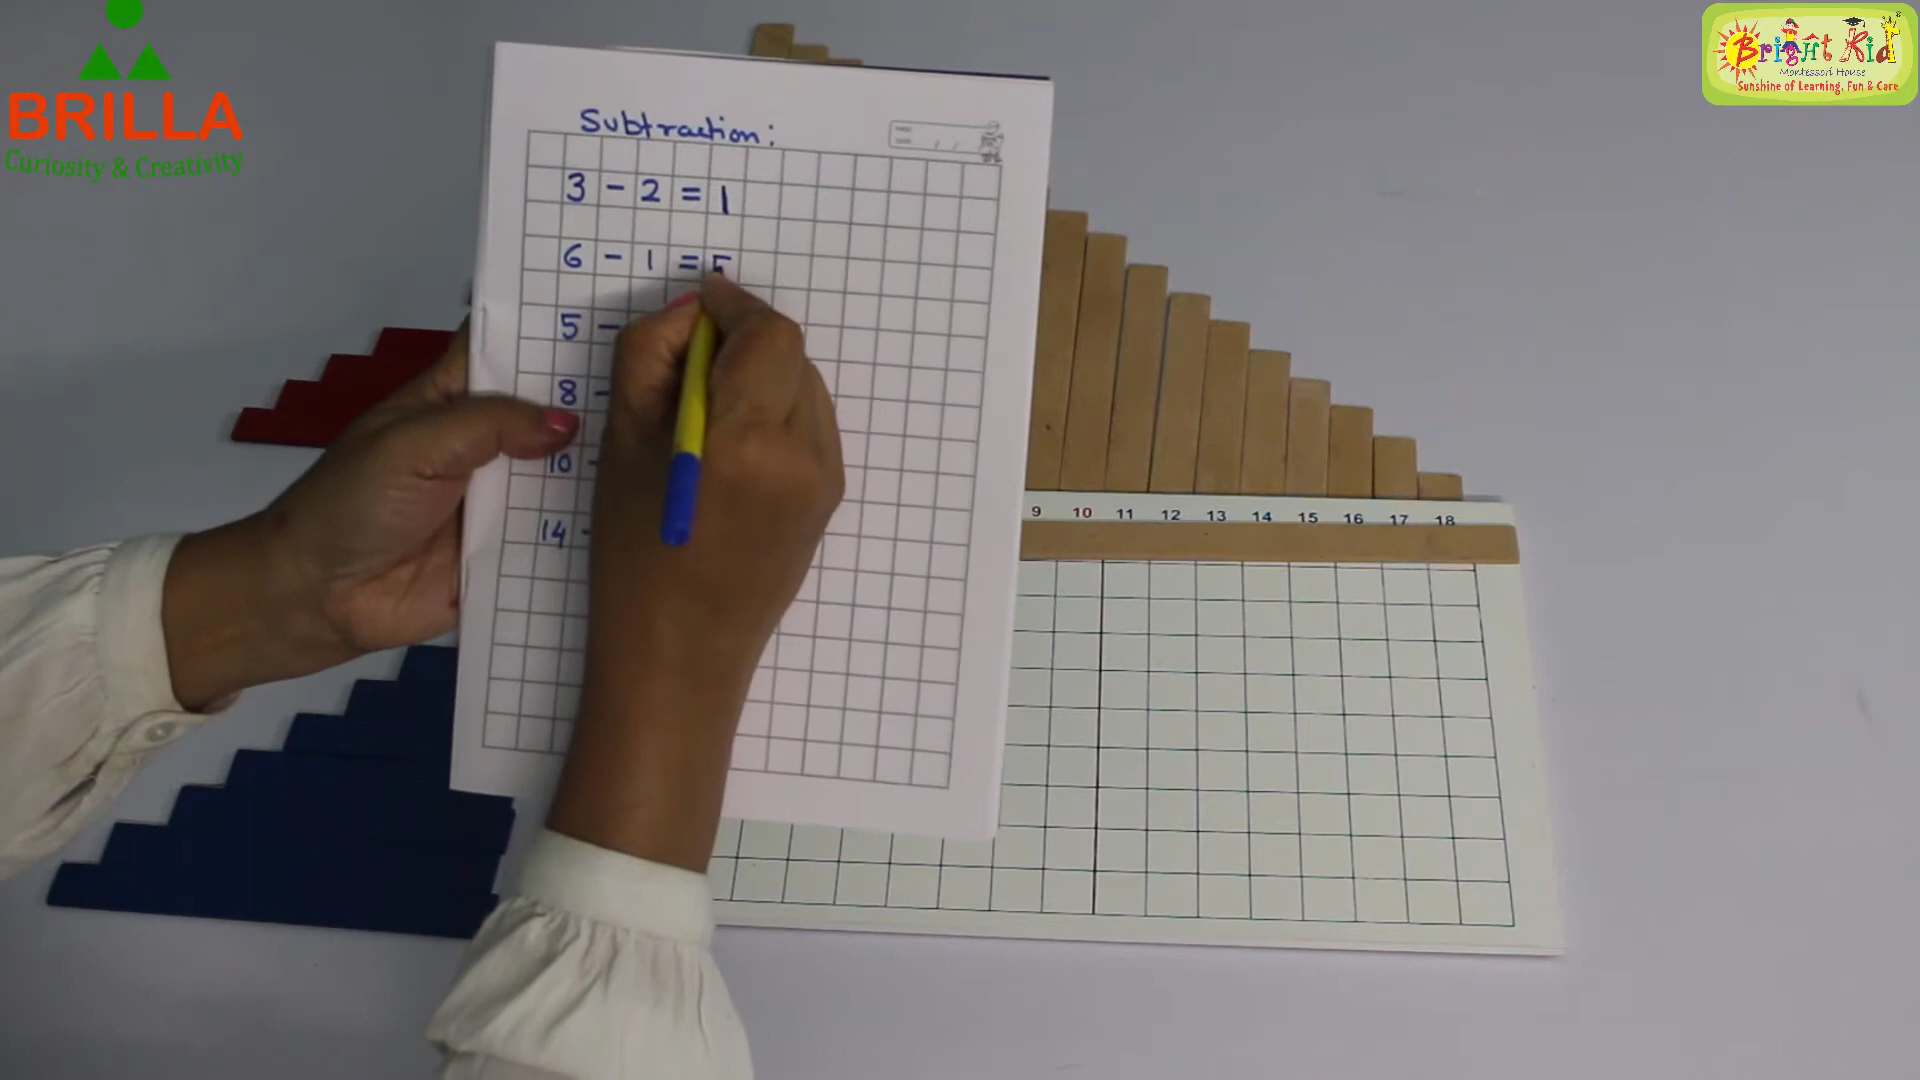 BRILLA
Curiosity & Creativity
Bright Kid
Montessori House
Sunshine of Learning, Fun & Care
Subtraction:
3 - 2 = 1
6 - 1 = 5
5 -
8 -
10 -
14 -
9 10 11 12 13 14 15 16 17 18